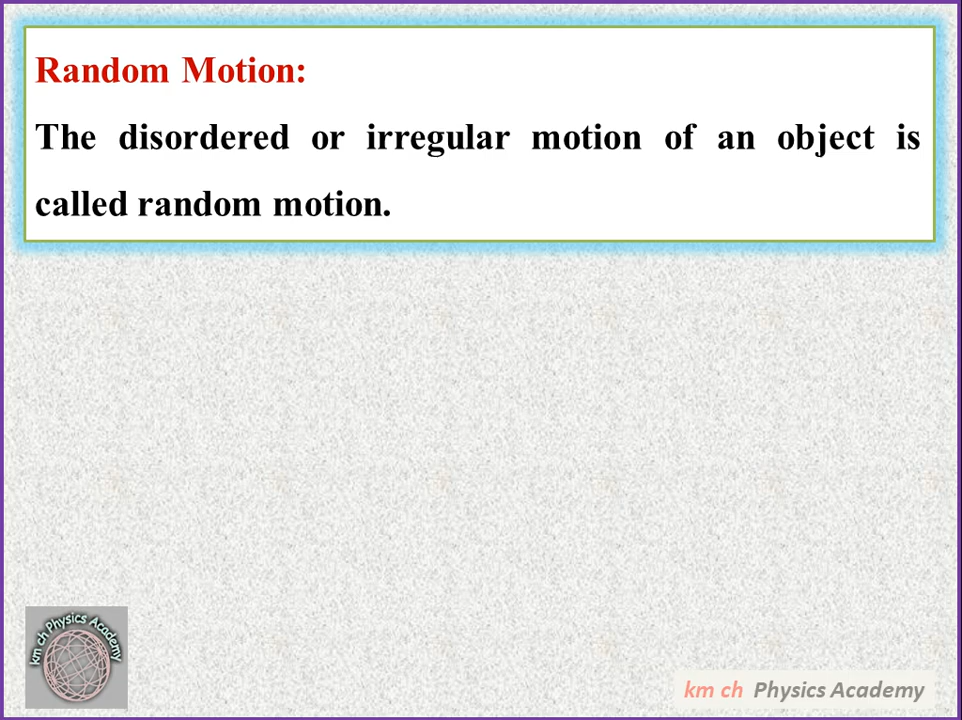 Random Motion:
The disordered or irregular motion of an object is
called random motion.
km ch Physics Academy
km ch Physics Academy